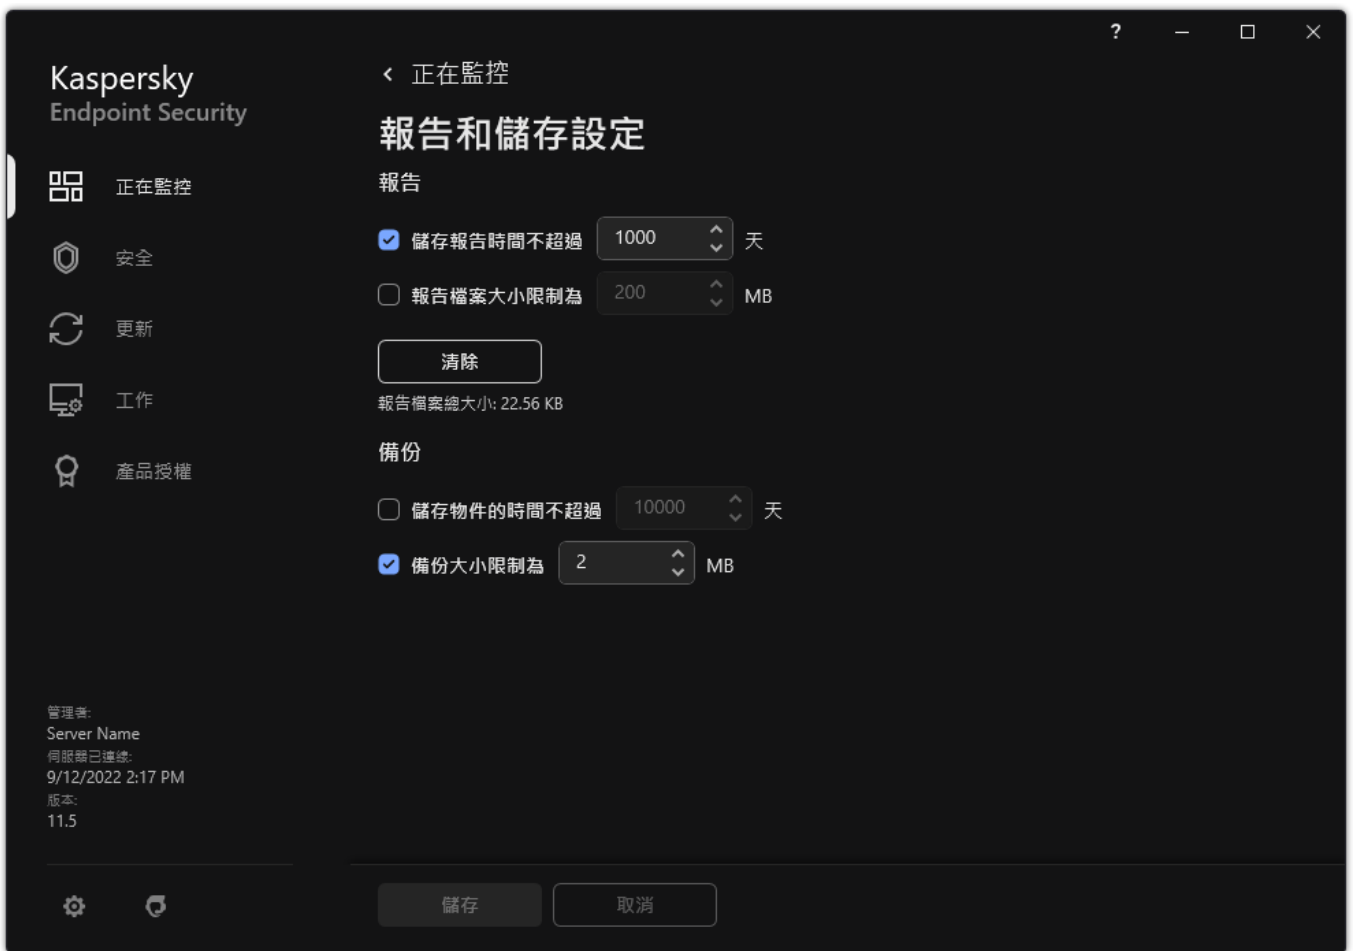 ?
Kaspersky
Endpoint Security
正在監控
安全
更新
工作
產品授權
管理者:
Server Name
伺服器已連線:
9/12/2022 2:17 PM
版本:
11.5
正在監控
報告和儲存設定
報告
儲存報告時間不超過 1000 天
報告檔案大小限制為 200 MB
清除
報告檔案總大小: 22.56 KB
備份
儲存物件的時間不超過 10000 天
備份大小限制為 2 MB
儲存 取消